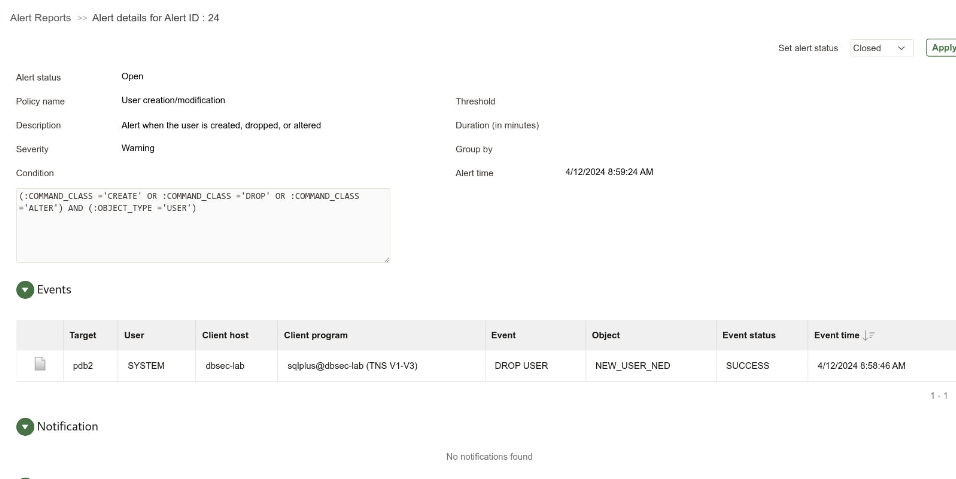 Alert Reports >> Alert details for Alert ID : 24
Set alert status Closed Apply
Alert status Open
Policy name User creation/modification Threshold
Description Alert when the user is created, dropped, or altered Duration (in minutes)
Severity Warning Group by
Condition Alert time 4/12/2024 8:59:24 AM
(:COMMAND_CLASS ='CREATE' OR :COMMAND_CLASS ='DROP' OR :COMMAND_CLASS
='ALTER') AND (:OBJECT_TYPE ='USER')
Events
Target User Client host Client program Event Object Event status Event time
pdb2 SYSTEM dbsec-lab sqlplus@dbsec-lab (TNS V1-V3) DROP USER NEW_USER_NED SUCCESS 4/12/2024 8:58:46 AM
1 - 1
Notification
No notifications found